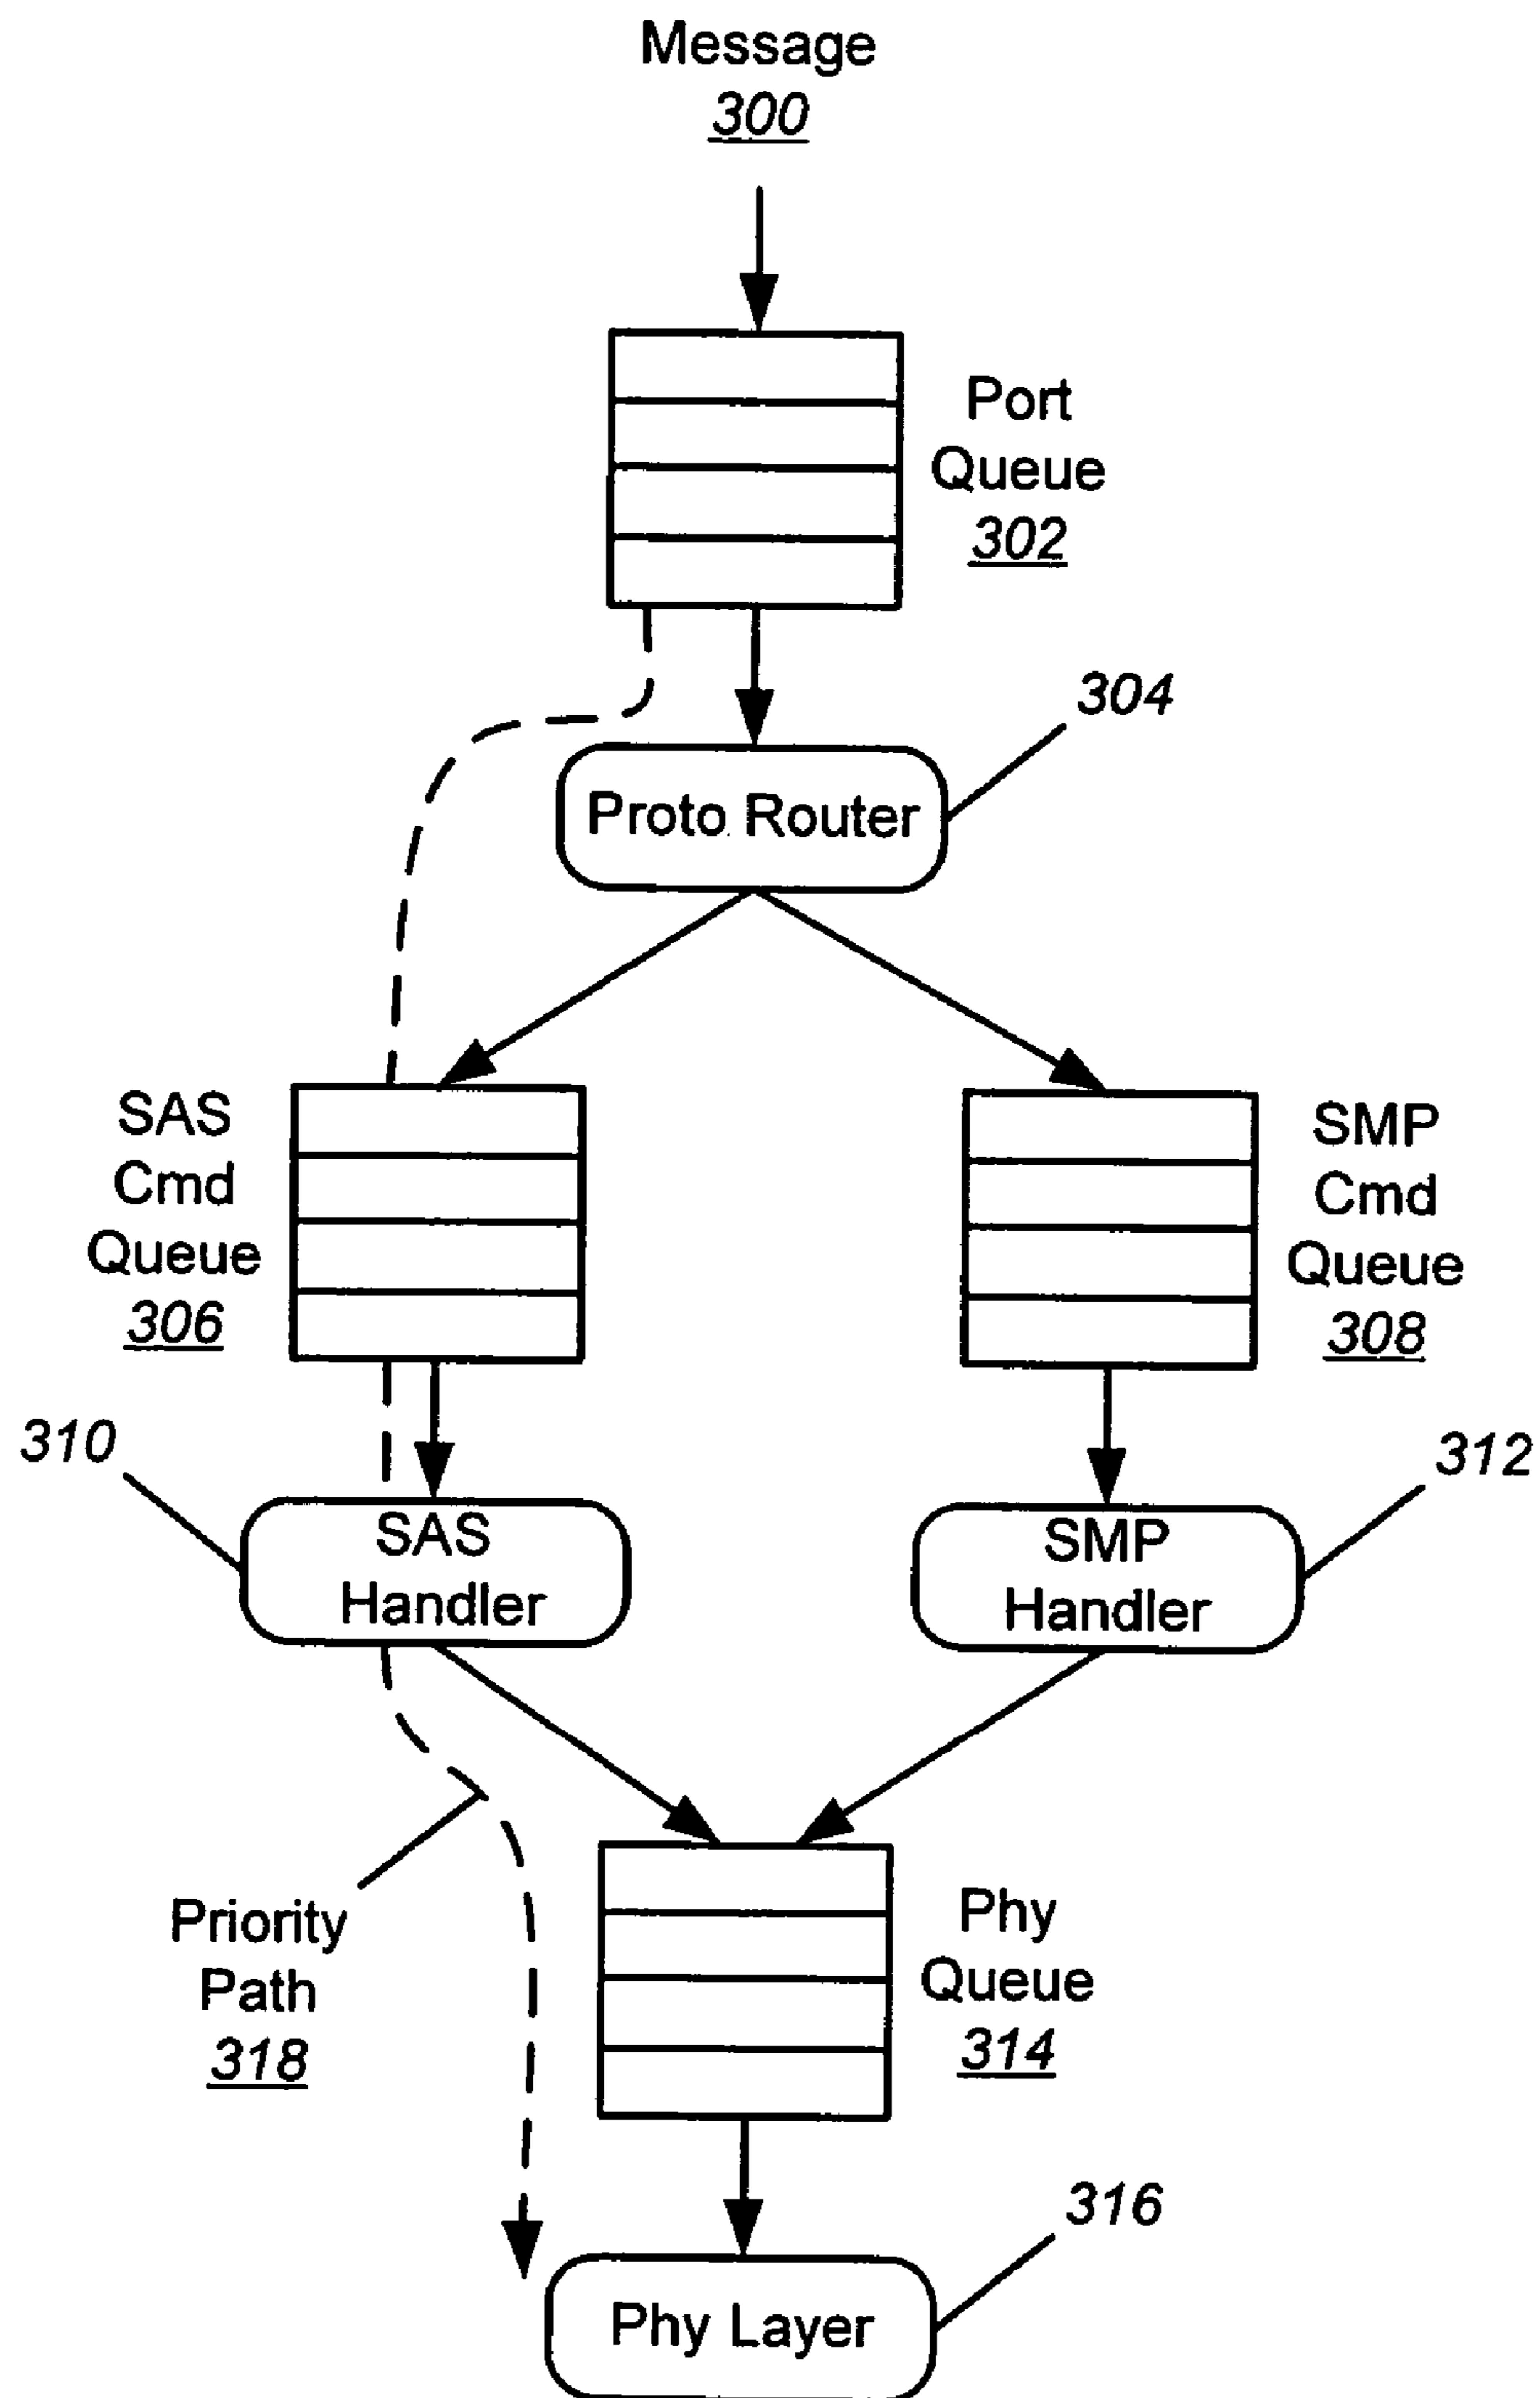 Message
300
Port
Queue
302
304
Proto Router
SAS
Cmd
Queue
306
SMP
Cmd
Queue
308
310
312
SAS
Handler
SMP
Handler
Priority
Path
318
Phy
Queue
314
316
Phy Layer